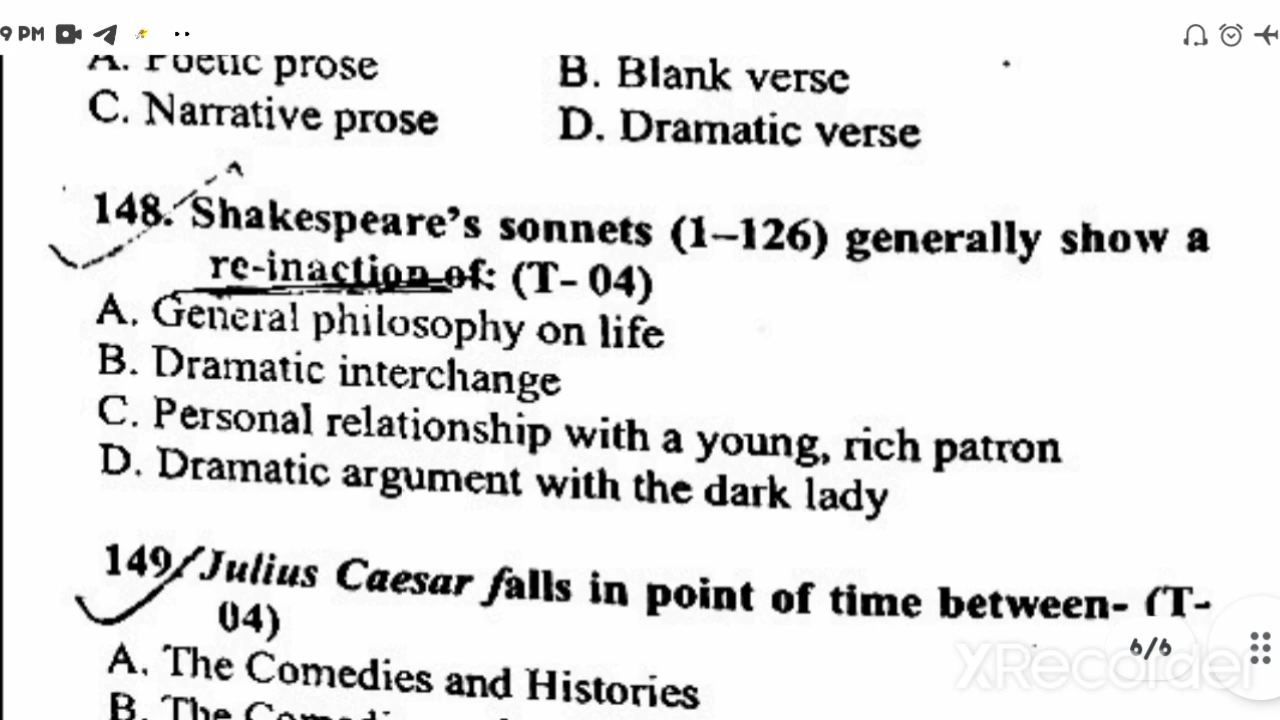 9 PM
A. Poetic prose B. Blank verse
C. Narrative prose D. Dramatic verse
148. Shakespeare's sonnets (1–126) generally show a
re-inaction of: (T- 04)
A. General philosophy on life
B. Dramatic interchange
C. Personal relationship with a young, rich patron
D. Dramatic argument with the dark lady
149/ Julius Caesar falls in point of time between- (T-
04)
A. The Comedies and Histories
6/6
XRecorder
B. The